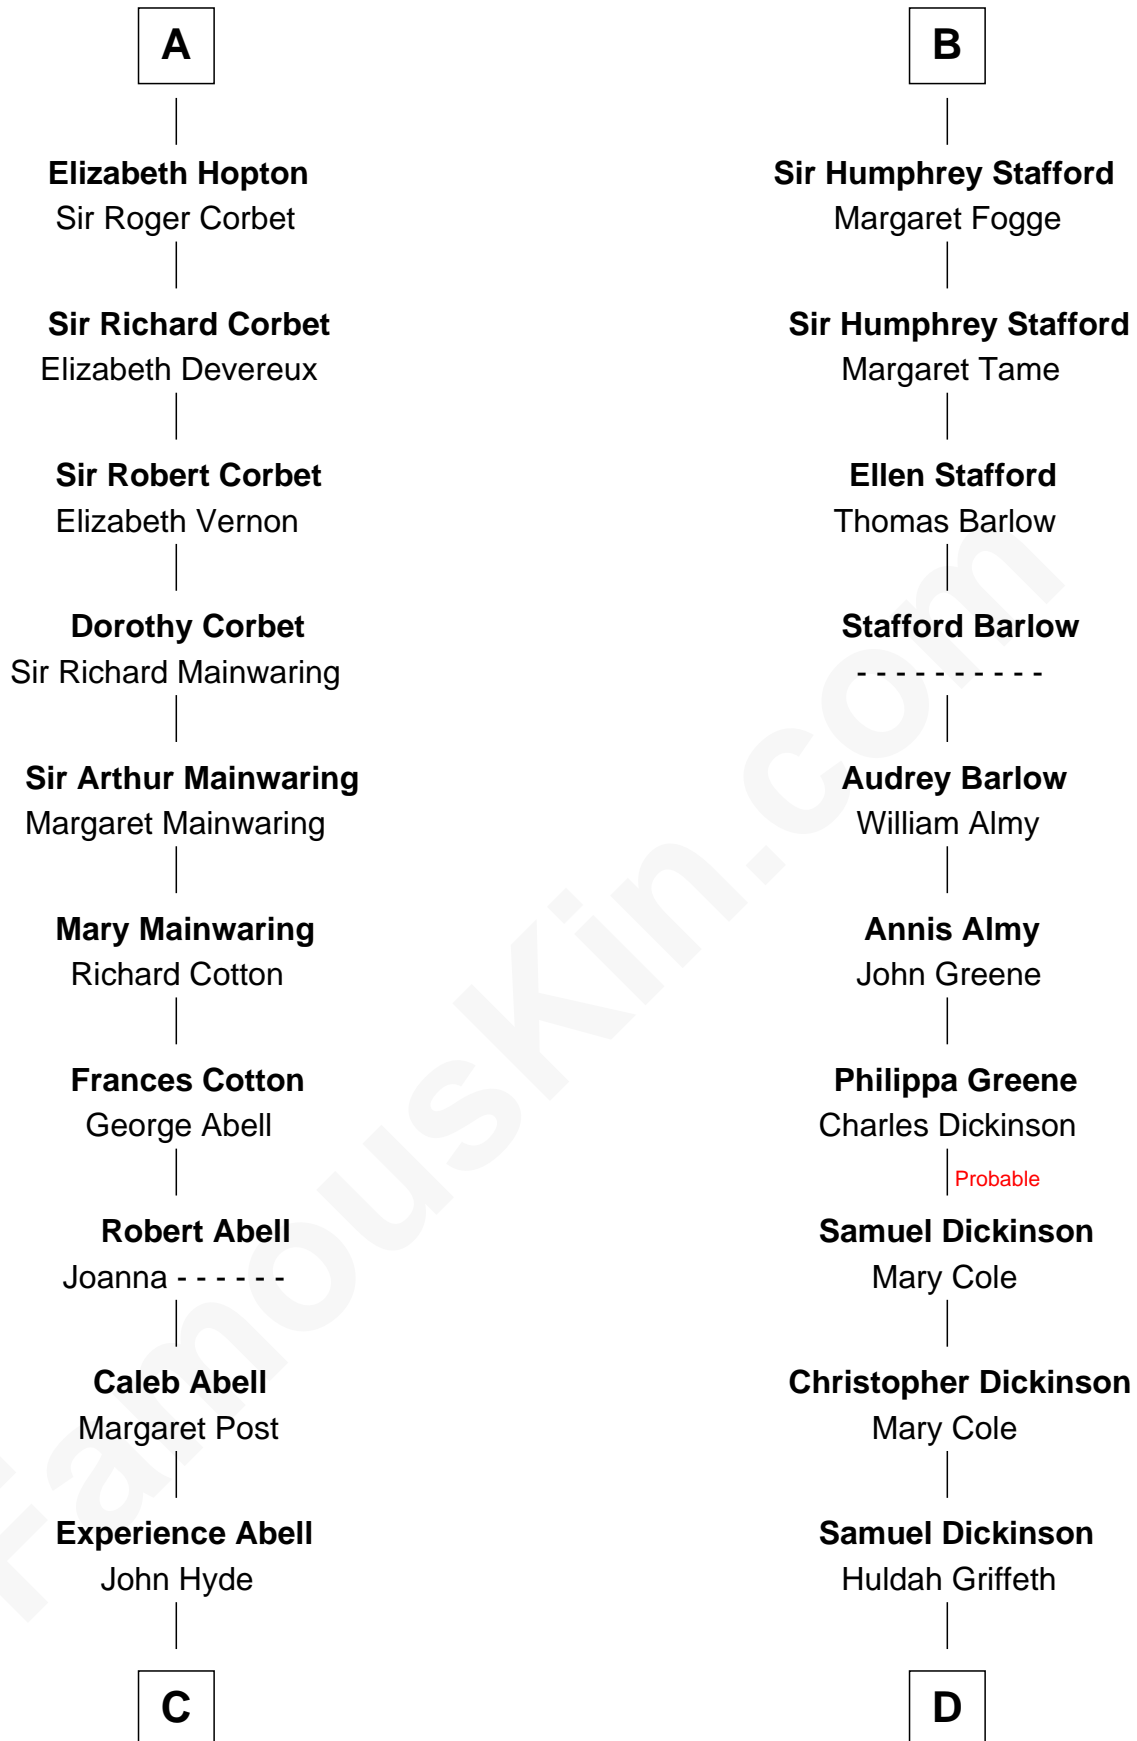 A
Elizabeth Hopton
Sir Roger Corbet
Sir Richard Corbet
Elizabeth Devereux
Sir Robert Corbet
Elizabeth Vernon
Dorothy Corbet
Sir Richard Mainwaring
Sir Arthur Mainwaring
Margaret Mainwaring
Mary Mainwaring
Richard Cotton
Frances Cotton
George Abell
Robert Abell
Joanna - - - - - -
Caleb Abell
Margaret Post
Experience Abell
John Hyde
C
B
Sir Humphrey Stafford
Margaret Fogge
Sir Humphrey Stafford
Margaret Tame
Ellen Stafford
Thomas Barlow
Stafford Barlow
- - - - - - - - - -
Audrey Barlow
William Almy
Annis Almy
John Greene
Philippa Greene
Charles Dickinson
Probable
Samuel Dickinson
Mary Cole
Christopher Dickinson
Mary Cole
Samuel Dickinson
Huldah Griffeth
D
FamousKin.com